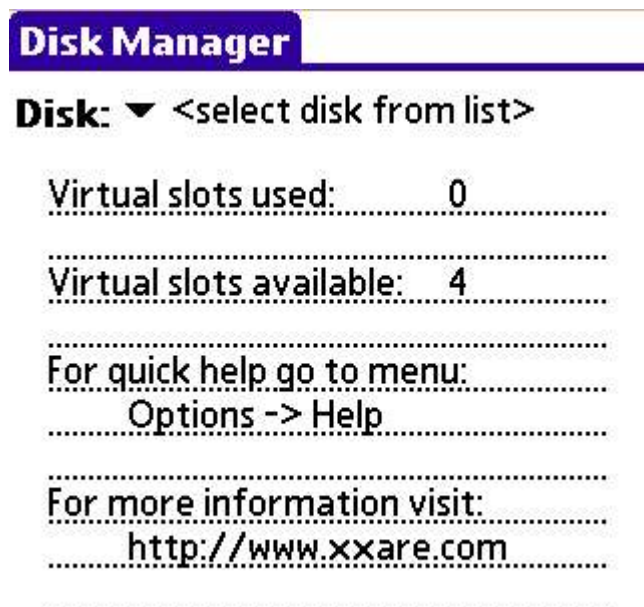 Disk Manager
Disk: <select disk from list>
Virtual slots used: 0
Virtual slots available: 4
For quick help go to menu:
Options -> Help
For more information visit:
http://www.xxare.com